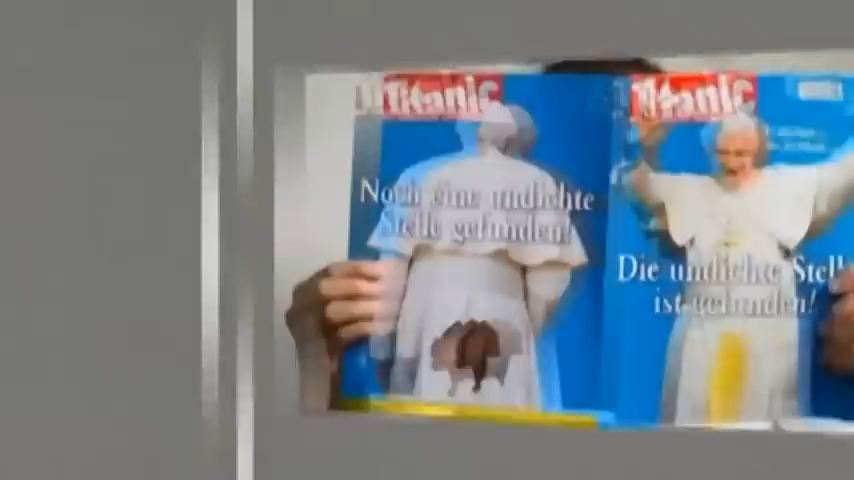 Titanic
Noch eine undichte
Stelle gefunden!
Titanic
Die undichte Stelle
ist gefunden!